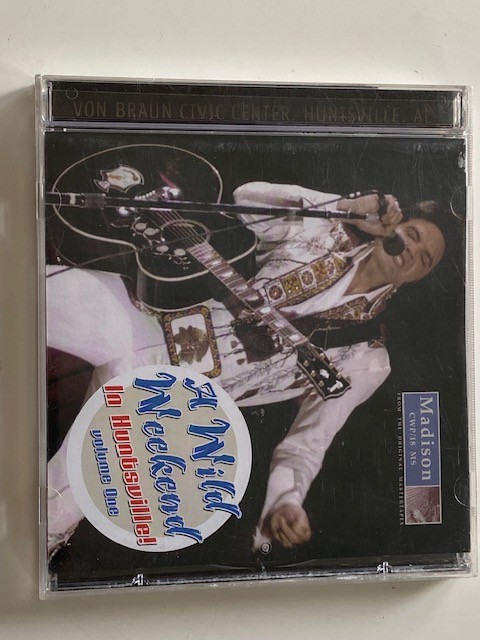 VON BRAUN CIVIC CENTER, HUNTSVILLE, AL
Madison
CWP/18 MS
FROM THE ORIGINAL MASTERTAPES
A Wild
Weekend
In Huntsville!
volume One